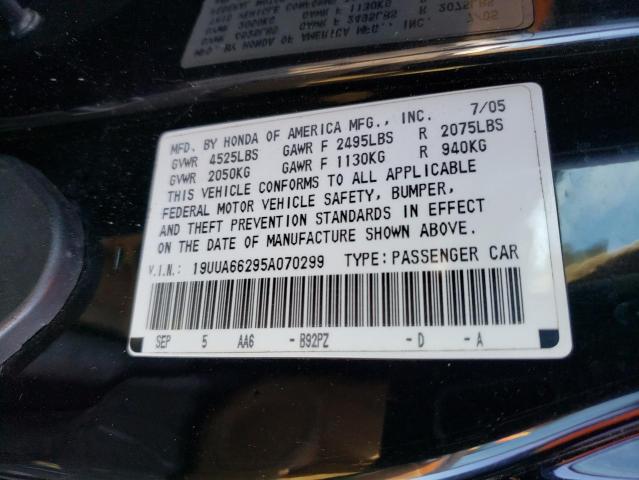 MFD. BY HONDA OF AMERICA MFG., INC. 7/05
GVWR 4525LBS GAWR F 2495LBS R 2075LBS
GVWR 2050KG GAWR F 1130KG R 940KG
THIS VEHICLE CONFORMS TO ALL APPLICABLE
FEDERAL MOTOR VEHICLE SAFETY, BUMPER,
AND THEFT PREVENTION STANDARDS IN EFFECT
ON THE DATE OF MANUFACTURE SHOWN ABOVE.
V.I.N.: 19UUA66295A070299 TYPE:PASSENGER CAR
SEP 5 AA6 -B92PZ -D -A